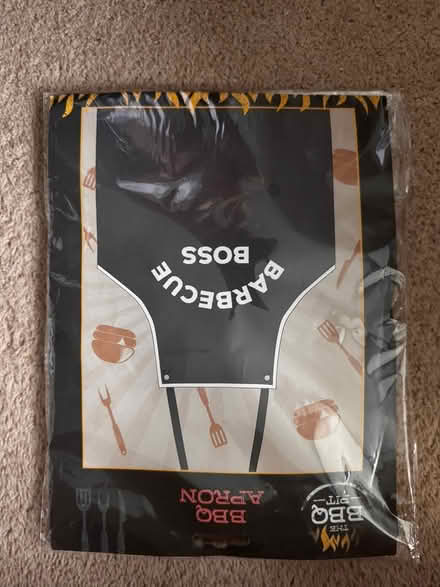 THE
BBQ
PIT
BBQ
APRON
BARBECUE
BOSS